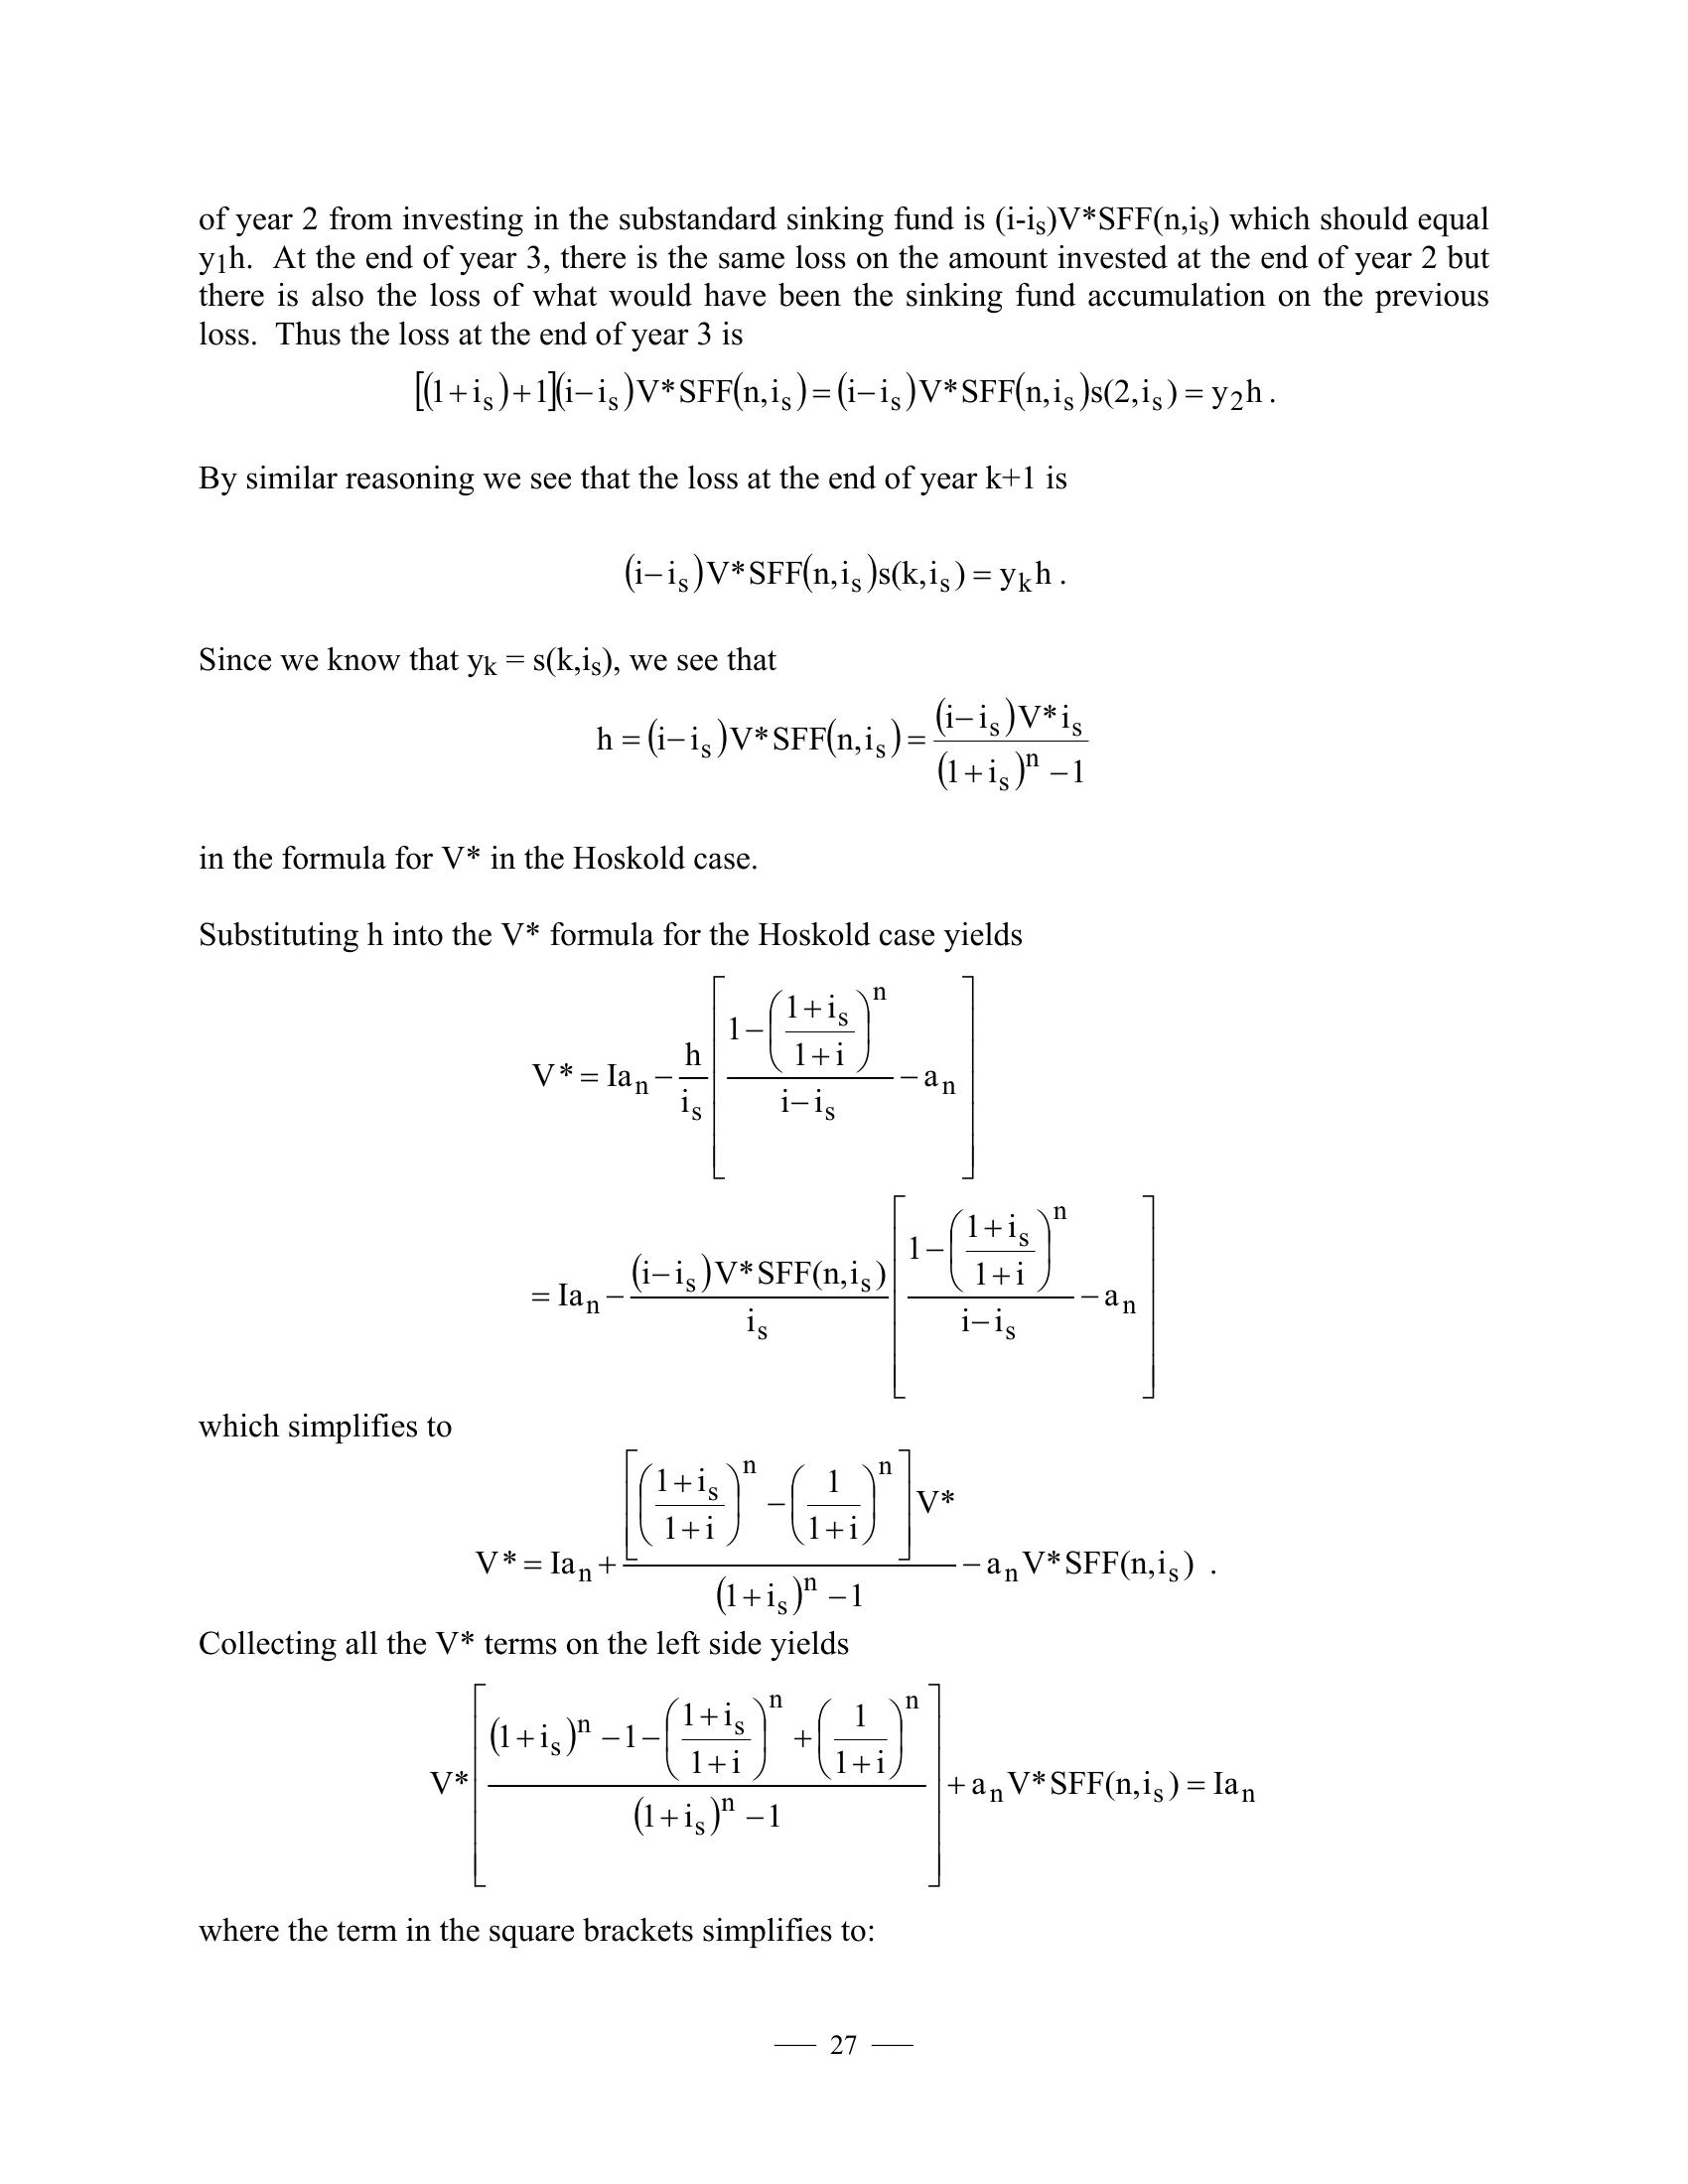 of year 2 from investing in the substandard sinking fund is (i-i_s)V*SFF(n,i_s) which should equal
y_1h.  At the end of year 3, there is the same loss on the amount invested at the end of year 2 but
there is also the loss of what would have been the sinking fund accumulation on the previous
loss.  Thus the loss at the end of year 3 is
[(1+i_s)+1](i−i_s)V*SFF(n,i_s)=(i−i_s)V*SFF(n,i_s)s(2,i_s)=y_2h.
By similar reasoning we see that the loss at the end of year k+1 is
(i−i_s)V*SFF(n,i_s)s(k,i_s)=y_kh.
Since we know that y_k = s(k,i_s), we see that
h=(i−i_s)V*SFF(n,i_s)=\frac{(i−i_s)V*i_s}{(1+i_s)^n−1}
in the formula for V* in the Hoskold case.
Substituting h into the V* formula for the Hoskold case yields
V*=Ia_n−\frac{h}{i_s}\left[\frac{1−\left(\frac{1+i_s}{1+i}\right)^n}{i−i_s}−a_n\right]
=Ia_n−\frac{(i−i_s)V*SFF(n,i_s)}{i_s}\left[\frac{1−\left(\frac{1+i_s}{1+i}\right)^n}{i−i_s}−a_n\right]
which simplifies to
V*=Ia_n+\frac{\left[\left(\frac{1+i_s}{1+i}\right)^n−\left(\frac{1}{1+i}\right)^n\right]V*}{(1+i_s)^n−1}−a_nV*SFF(n,i_s) .
Collecting all the V* terms on the left side yields
V*\left[\frac{(1+i_s)^n−1−\left(\frac{1+i_s}{1+i}\right)^n+\left(\frac{1}{1+i}\right)^n}{(1+i_s)^n−1}\right]+a_nV*SFF(n,i_s)=Ia_n
where the term in the square brackets simplifies to:
— 27 —